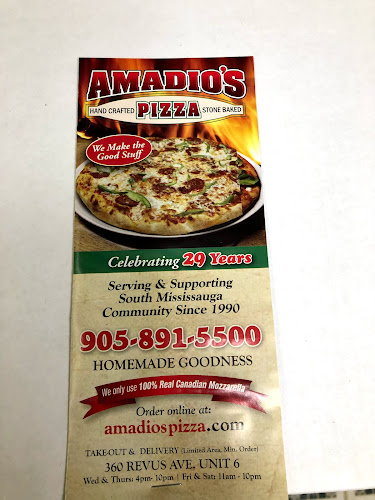 AMADIO'S
HAND CRAFTED PIZZA STONE BAKED
We Make the
Good Stuff
Celebrating 29 Years
Serving & Supporting
South Mississauga
Community Since 1990
905-891-5500
HOMEMADE GOODNESS
We only use 100% Real Canadian Mozzarella
Order online at:
amadiospizza.com
TAKE-OUT & DELIVERY (Limited Area, Min. Order)
360 REVUS AVE, UNIT 6
Wed & Thurs: 4pm- 10pm | Fri & Sat: 11am - 10pm